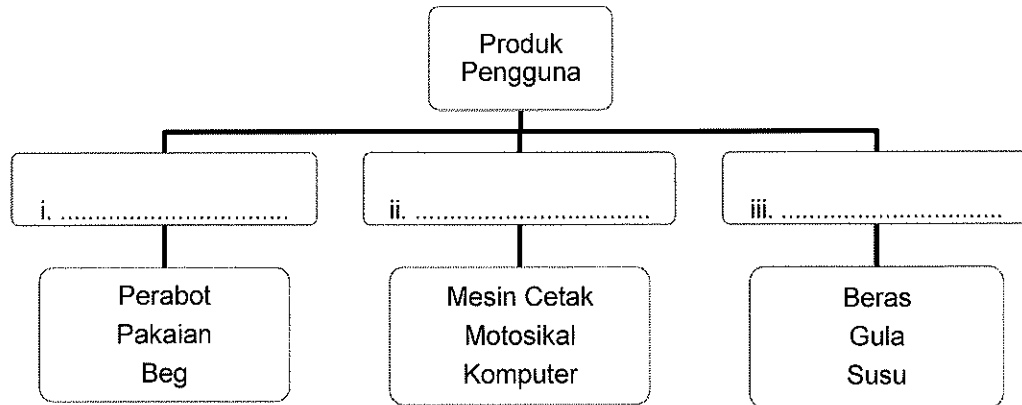 Produk
Pengguna
i. ................................
ii. .................................
iii. ...............................
Perabot
Pakaian
Beg
Mesin Cetak
Motosikal
Komputer
Beras
Gula
Susu